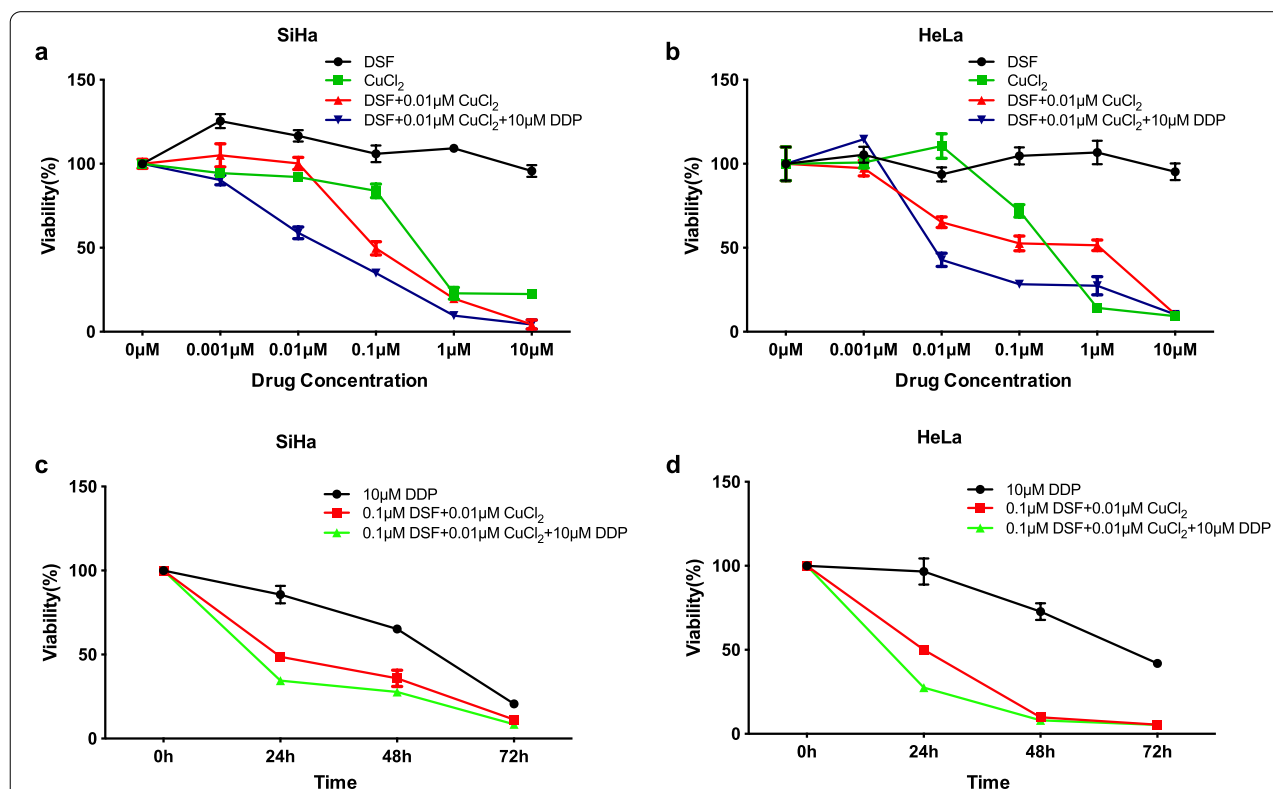 SiHa
a
DSF
CuCl2
DSF+0.01µM CuCl2
DSF+0.01µM CuCl2+10µM DDP
150
100
50
0
Viability(%)
0µM 0.001µM 0.01µM 0.1µM 1µM 10µM
Drug Concentration
HeLa
b
DSF
CuCl2
DSF+0.01µM CuCl2
DSF+0.01µM CuCl2+10µM DDP
150
100
50
0
Viability(%)
0µM 0.001µM 0.01µM 0.1µM 1µM 10µM
Drug Concentration
SiHa
c
10µM DDP
0.1µM DSF+0.01µM CuCl2
0.1µM DSF+0.01µM CuCl2+10µM DDP
150
100
50
0
Viability(%)
0h 24h 48h 72h
Time
HeLa
d
10µM DDP
0.1µM DSF+0.01µM CuCl2
0.1µM DSF+0.01µM CuCl2+10µM DDP
150
100
50
0
Viability(%)
0h 24h 48h 72h
Time